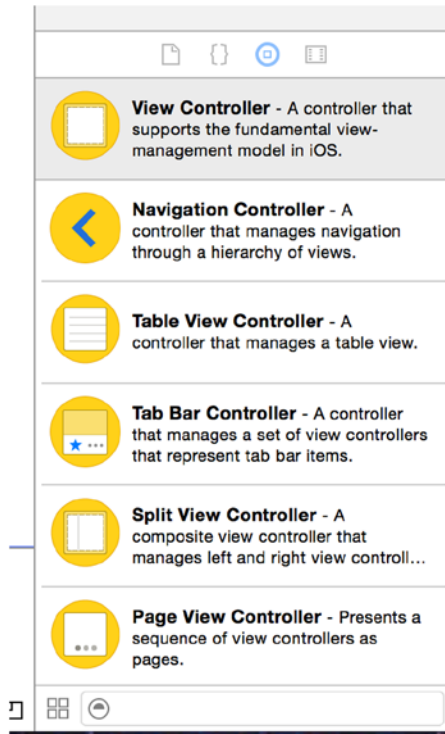 View Controller - A controller that
supports the fundamental view-
management model in iOS.
Navigation Controller - A
controller that manages navigation
through a hierarchy of views.
Table View Controller - A
controller that manages a table view.
Tab Bar Controller - A controller
that manages a set of view controllers
that represent tab bar items.
Split View Controller - A
composite view controller that
manages left and right view controll...
Page View Controller - Presents a
sequence of view controllers as
pages.